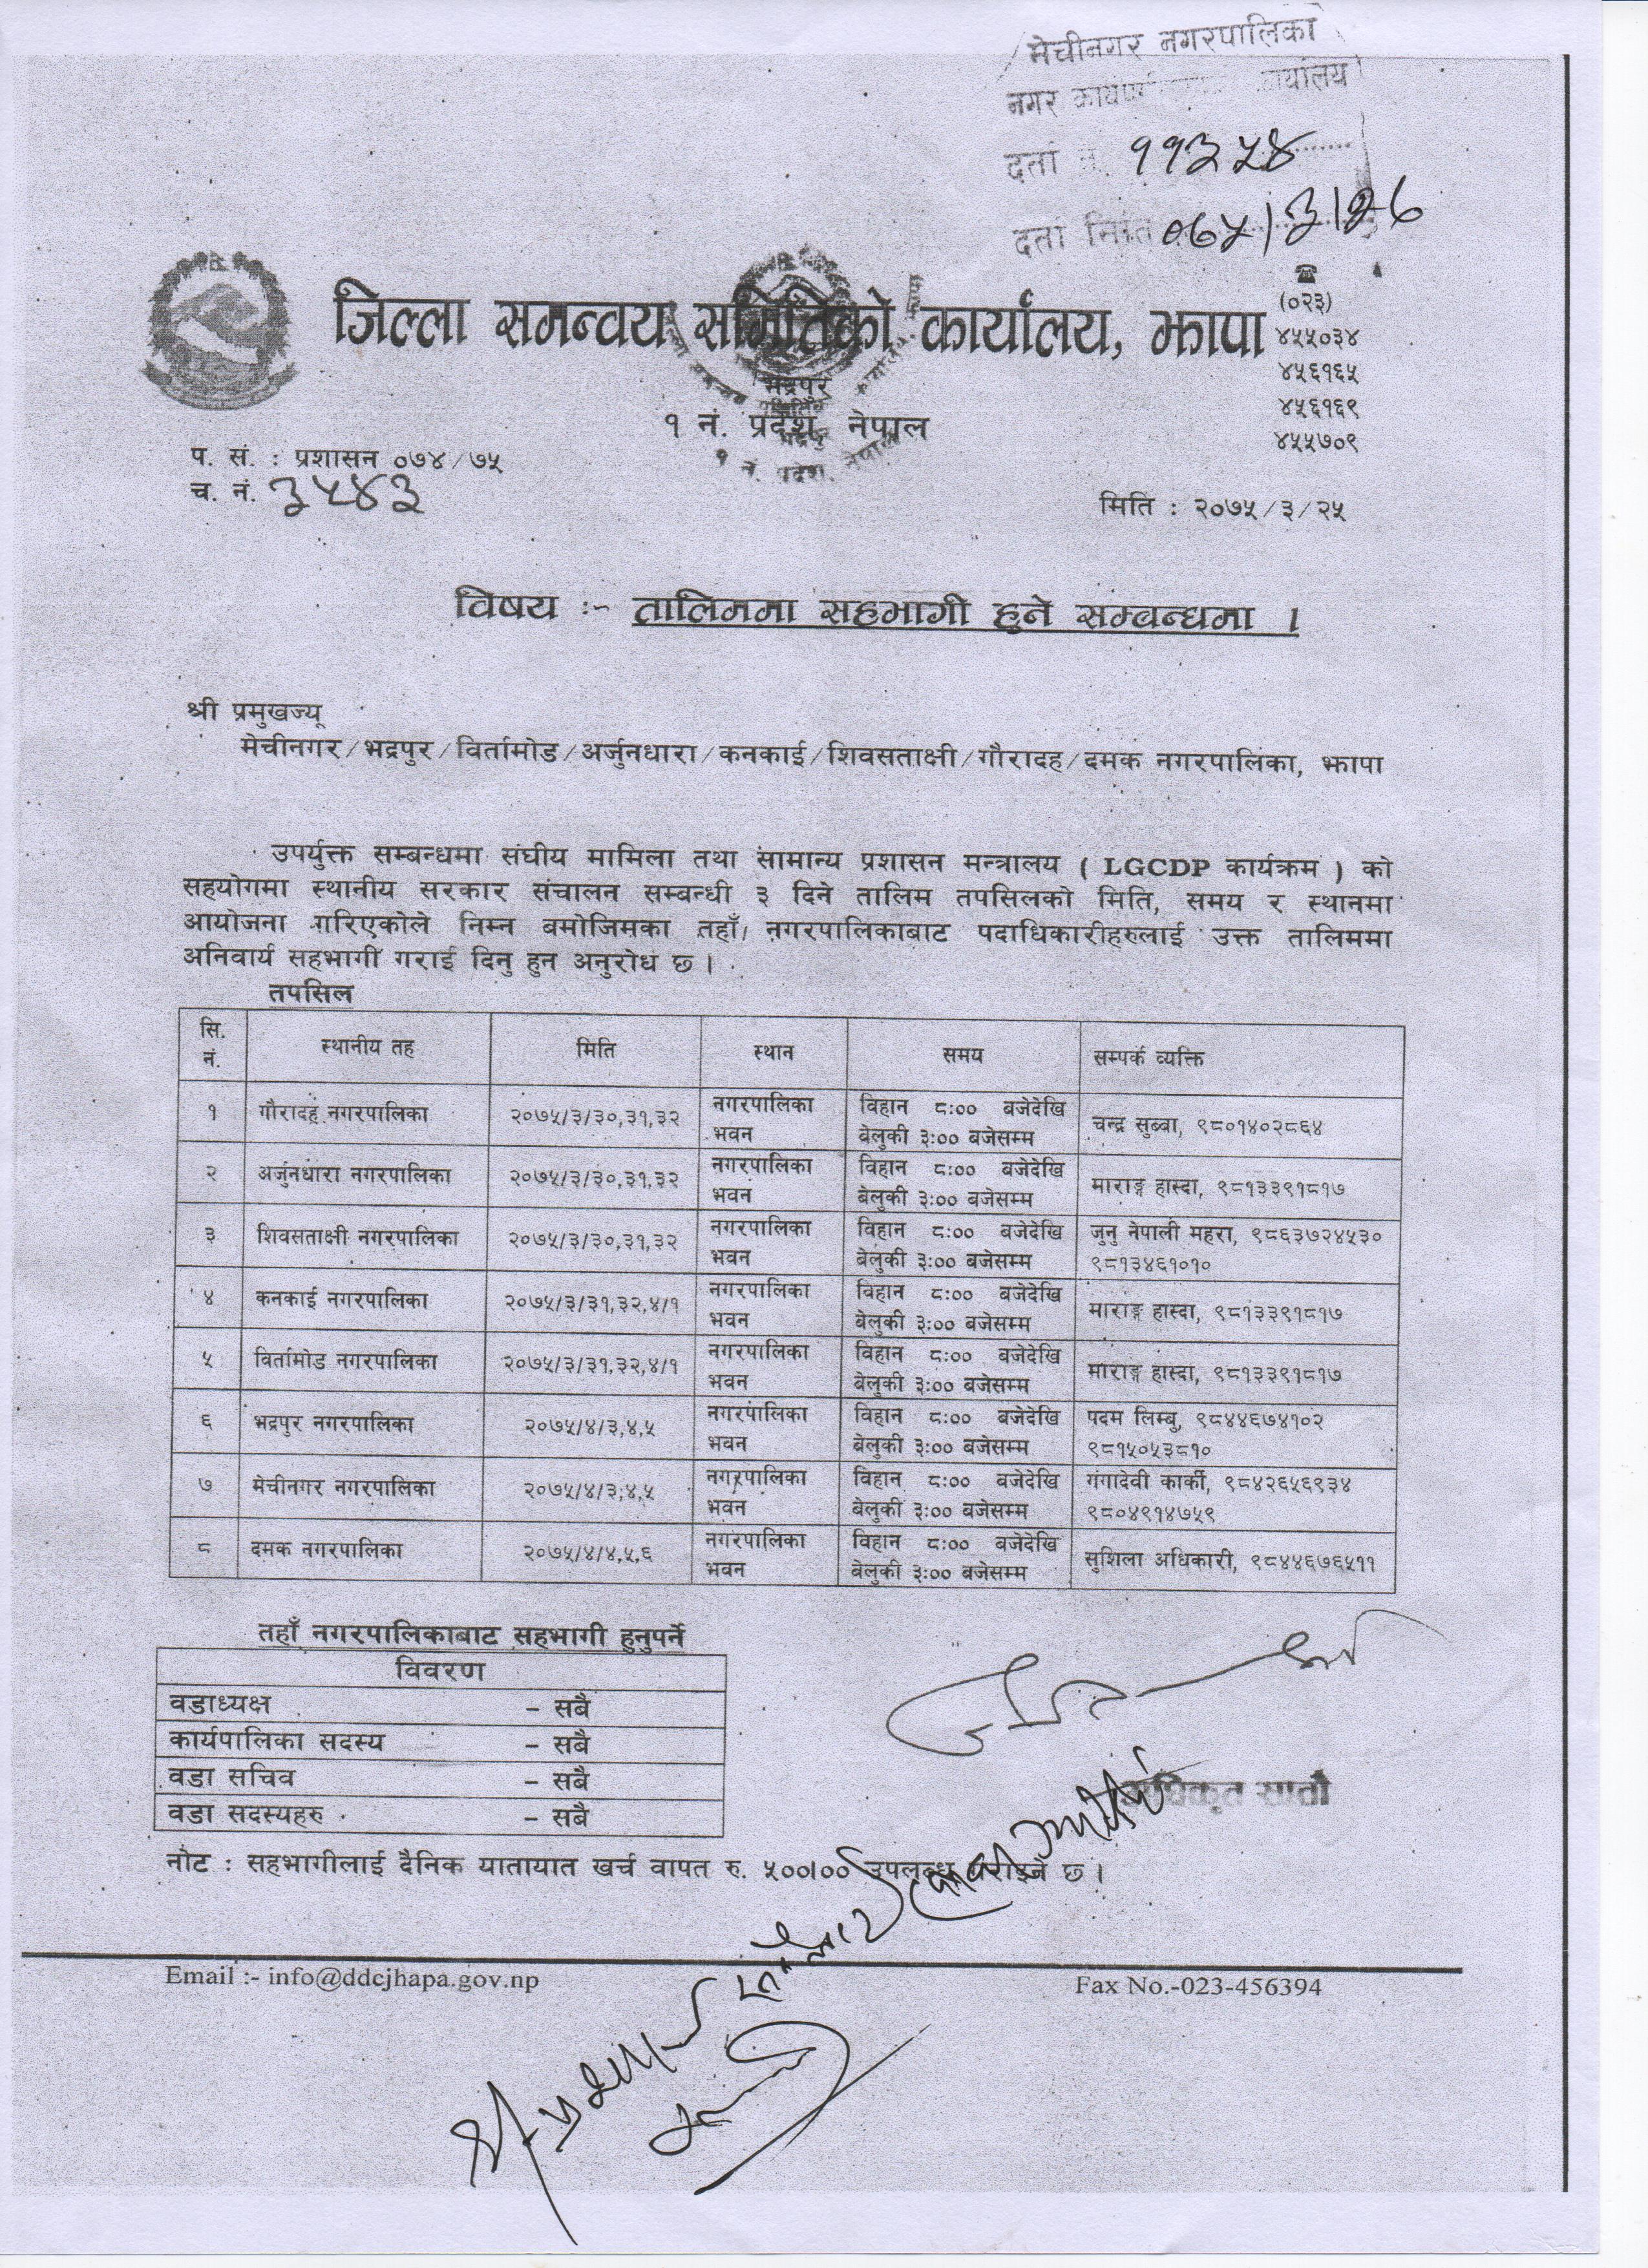 मेचीनगर नगरपालिका
नगर
दर्ता नं. ११३५४
दर्ता मिति ०७५/३/२७
जिल्ला समन्वय समितिको कार्यालय, झापा
भद्रपुर
१ नं. प्रदेश, नेपाल
(०२३)
४५५०३४
४५६१६५
४५६१६९
४५५७०९
प. सं. : प्रशासन ०७४/७५
च. नं. ३५४३
मिति : २०७५/३/२५
विषय :- तालिममा सहभागी हुने सम्बन्धमा ।
श्री प्रमुखज्यू
मेचीनगर/भद्रपुर/विर्तामोड/अर्जुनधारा/कनकाई/शिवसताक्षी/गौरादह/दमक नगरपालिका, झापा
उपर्युक्त सम्बन्धमा संघीय मामिला तथा सामान्य प्रशासन मन्त्रालय ( LGCDP कार्यक्रम ) को
सहयोगमा स्थानीय सरकार संचालन सम्बन्धी ३ दिने तालिम तपसिलको मिति, समय र स्थानमा
आयोजना गरिएकोले निम्न बमोजिमका तहाँ नगरपालिकाबाट पदाधिकारीहरुलाई उक्त तालिममा
अनिवार्य सहभागी गराई दिनु हुन अनुरोध छ ।
तपसिल
सि. नं. स्थानीय तह मिति स्थान समय सम्पर्क व्यक्ति
१ गौरादह नगरपालिका २०७५/३/३०,३१,३२ नगरपालिका भवन विहान ८:०० बजेदेखि बेलुकी ३:०० बजेसम्म चन्द्र सुब्बा, ९८०१४०२८६४
२ अर्जुनधारा नगरपालिका २०७५/३/३०,३१,३२ नगरपालिका भवन विहान ८:०० बजेदेखि बेलुकी ३:०० बजेसम्म माराङ्ग हास्दा, ९८१३३९१८१७
३ शिवसताक्षी नगरपालिका २०७५/३/३०,३१,३२ नगरपालिका भवन विहान ८:०० बजेदेखि बेलुकी ३:०० बजेसम्म जुनु नेपाली महरा, ९८६३७२४५३० ९८१३४६१०१०
४ कनकाई नगरपालिका २०७५/३/३१,३२,४/१ नगरपालिका भवन विहान ८:०० बजेदेखि बेलुकी ३:०० बजेसम्म माराङ्ग हास्दा, ९८१३३९१८१७
५ विर्तामोड नगरपालिका २०७५/३/३१,३२,४/१ नगरपालिका भवन विहान ८:०० बजेदेखि बेलुकी ३:०० बजेसम्म माराङ्ग हास्दा, ९८१३३९१८१७
६ भद्रपुर नगरपालिका २०७५/४/३,४,५ नगरपालिका भवन विहान ८:०० बजेदेखि बेलुकी ३:०० बजेसम्म पदम लिम्बु, ९८४४६७४१०२ ९८१५०५३८१०
७ मेचीनगर नगरपालिका २०७५/४/३,४,५ नगरपालिका भवन विहान ८:०० बजेदेखि बेलुकी ३:०० बजेसम्म गंगादेवी कार्की, ९८४२६५६९३४ ९८०४९१४७५९
८ दमक नगरपालिका २०७५/४/४,५,६ नगरपालिका भवन विहान ८:०० बजेदेखि बेलुकी ३:०० बजेसम्म सुशिला अधिकारी, ९८४४६७६५११
तहाँ नगरपालिकाबाट सहभागी हुनुपर्ने
विवरण
वडाध्यक्ष - सबै
कार्यपालिका सदस्य - सबै
वडा सचिव - सबै
वडा सदस्यहरु - सबै
अधिकृत सातौ
नोट : सहभागीलाई दैनिक यातायात खर्च वापत रु. ५००।०० उपलब्ध गराइने छ ।
Email :- info@ddcjhapa.gov.np
Fax No.-023-456394